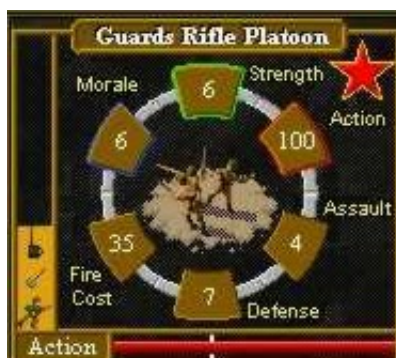 Guards Rifle Platoon
Morale
Strength
Action
6
6
100
Assault
35
4
Fire
Cost
7
Defense
Action